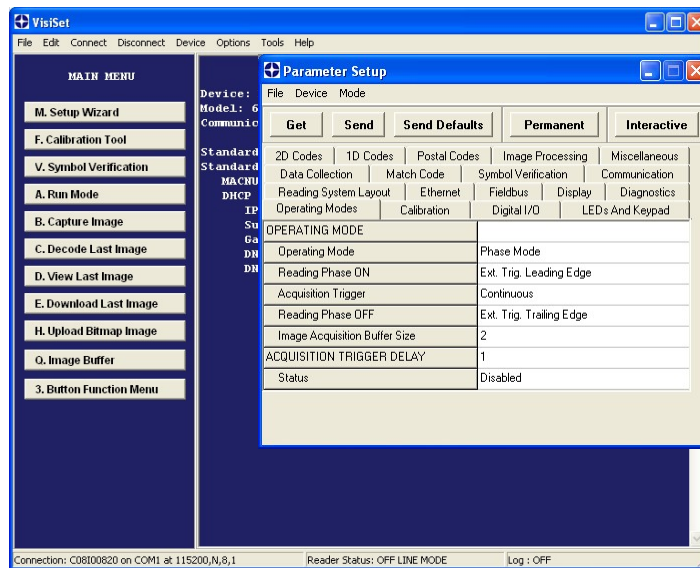 VisiSet
File Edit Connect Disconnect Device Options Tools Help
MAIN MENU
M. Setup Wizard
F. Calibration Tool
V. Symbol Verification
A. Run Mode
B. Capture Image
C. Decode Last Image
D. View Last Image
E. Download Last Image
H. Upload Bitmap Image
Q. Image Buffer
3. Button Function Menu
Device:
Model: 6
Communic
Standard
Standard
MACNU
DHCP
IP
Su
Ga
DN
DN
Parameter Setup
File Device Mode
Get Send Send Defaults Permanent Interactive
2D Codes 1D Codes Postal Codes Image Processing Miscellaneous
Data Collection Match Code Symbol Verification Communication
Reading System Layout Ethernet Fieldbus Display Diagnostics
Operating Modes Calibration Digital I/O LEDs And Keypad
OPERATING MODE
Operating Mode Phase Mode
Reading Phase ON Ext. Trig. Leading Edge
Acquisition Trigger Continuous
Reading Phase OFF Ext. Trig. Trailing Edge
Image Acquisition Buffer Size 2
ACQUISITION TRIGGER DELAY 1
Status Disabled
Connection: C08I00820 on COM1 at 115200,N,8,1 Reader Status: OFF LINE MODE Log : OFF